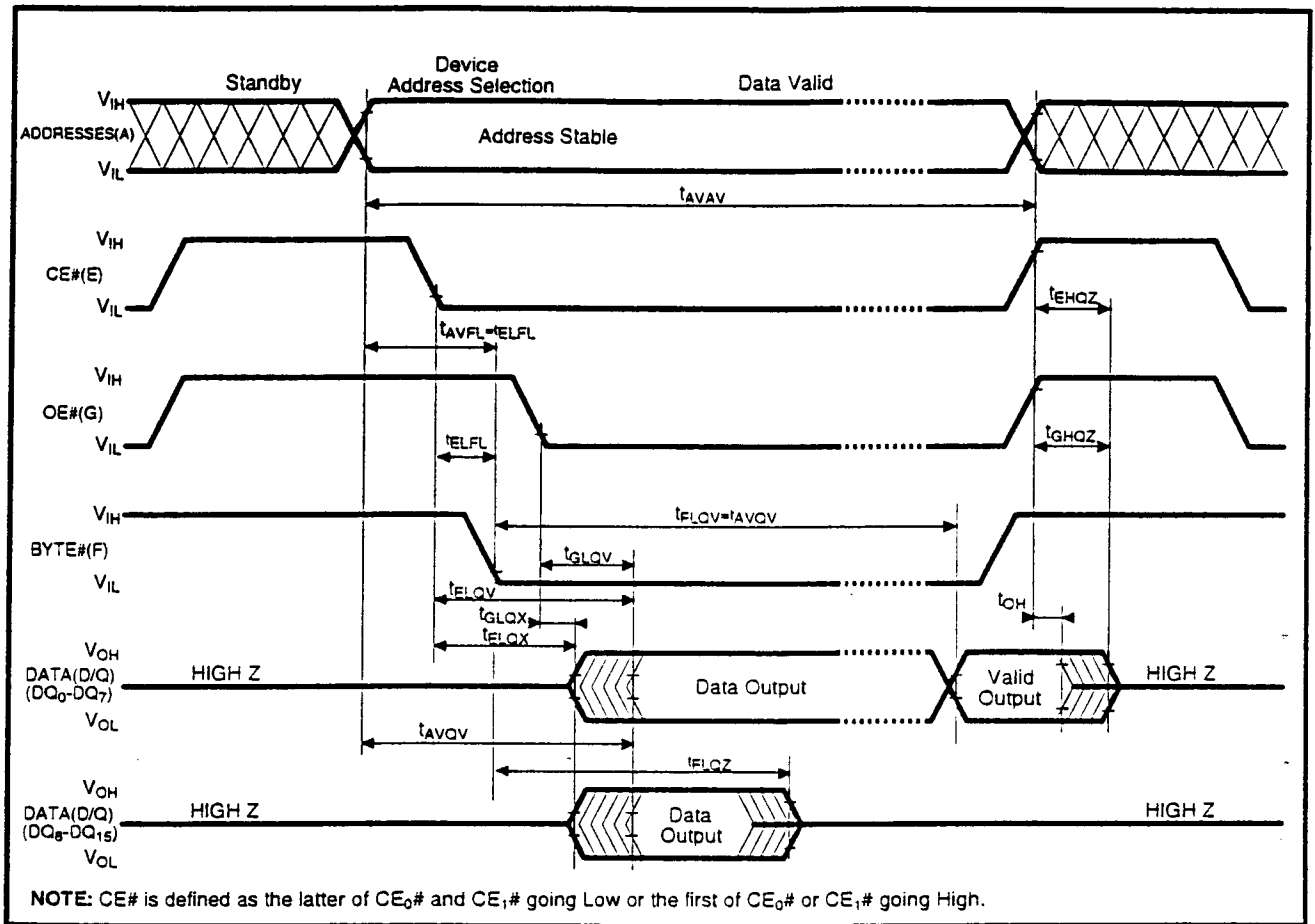 Standby
Device
Address Selection
Data Valid
VIH
ADDRESSES(A)
Address Stable
VIL
tAVAV
VIH
CE#(E)
VIL
tEHQZ
tAVFL=tELFL
VIH
OE#(G)
VIL
tELFL
tGHQZ
VIH
BYTE#(F)
VIL
tFLQV=tAVQV
tGLQV
tELQV
tGLQX
tELQX
tOH
VOH
DATA(D/Q)
(DQ0-DQ7)
VOL
HIGH Z
Data Output
Valid
Output
HIGH Z
tAVQV
tFLQZ
VOH
DATA(D/Q)
(DQ8-DQ15)
VOL
HIGH Z
Data
Output
HIGH Z
NOTE: CE# is defined as the latter of CE0# and CE1# going Low or the first of CE0# or CE1# going High.